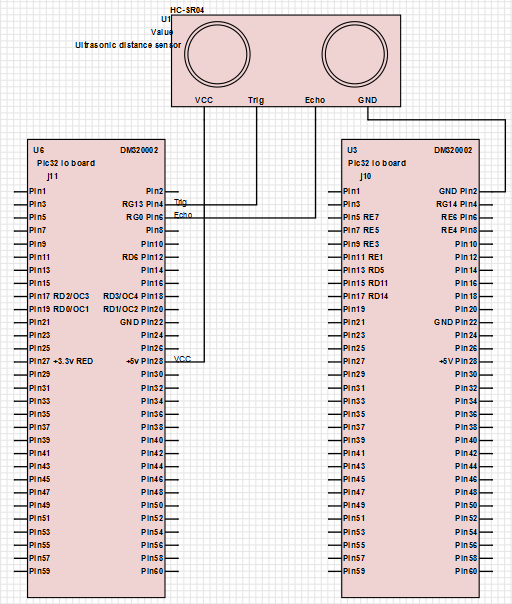 HC-SR04
U1
Value
Ultrasonic distance sensor
VCC Trig Echo GND
U6 DM320002
Pic32 io board
j11
Pin1 Pin2
Pin3 RG13 Pin4 Trig
Pin5 RG0 Pin6 Echo
Pin7 Pin8
Pin9 Pin10
Pin11 RD6 Pin12
Pin13 Pin14
Pin15 Pin16
Pin17 RD2/OC3 RD3/OC4 Pin18
Pin19 RD0/OC1 RD1/OC2 Pin20
Pin21 GND Pin22
Pin23 Pin24
Pin25 Pin26
Pin27 +3.3v RED +5v Pin28 VCC
Pin29 Pin30
Pin31 Pin32
Pin33 Pin34
Pin35 Pin36
Pin37 Pin38
Pin39 Pin40
Pin41 Pin42
Pin43 Pin44
Pin45 Pin46
Pin47 Pin48
Pin49 Pin50
Pin51 Pin52
Pin53 Pin54
Pin55 Pin56
Pin57 Pin58
Pin59 Pin60
U3 DM320002
Pic32 io board
j10
Pin1 GND Pin2
Pin3 RG14 Pin4
Pin5 RE7 RE6 Pin6
Pin7 RE5 RE4 Pin8
Pin9 RE3 Pin10
Pin11 RE1 Pin12
Pin13 RD5 Pin14
Pin15 RD11 Pin16
Pin17 RD14 Pin18
Pin19 Pin20
Pin21 GND Pin22
Pin23 Pin24
Pin25 Pin26
Pin27 +5V Pin28
Pin29 Pin30
Pin31 Pin32
Pin33 Pin34
Pin35 Pin36
Pin37 Pin38
Pin39 Pin40
Pin41 Pin42
Pin43 Pin44
Pin45 Pin46
Pin47 Pin48
Pin49 Pin50
Pin51 Pin52
Pin53 Pin54
Pin55 Pin56
Pin57 Pin58
Pin59 Pin60